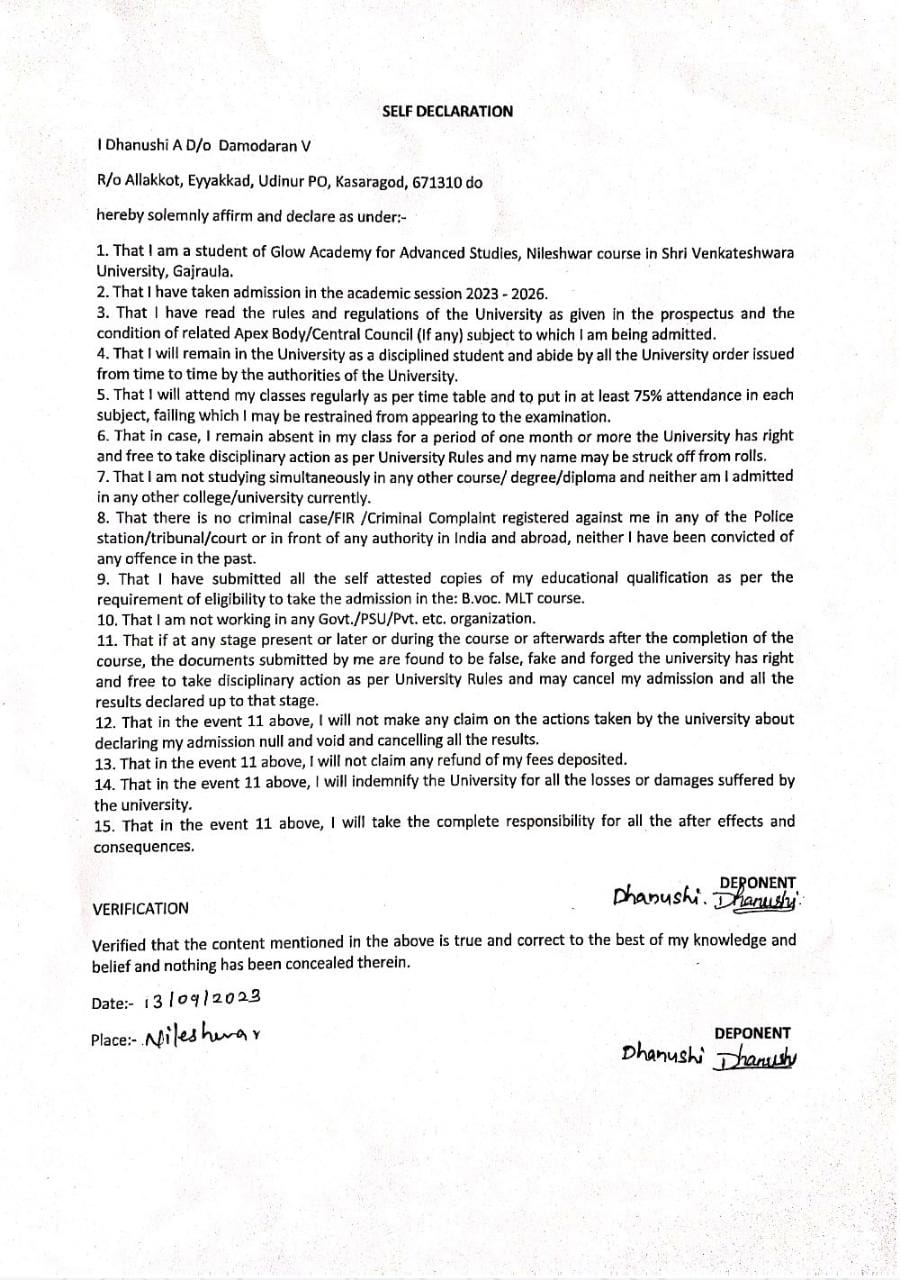 SELF DECLARATION
I Dhanushi A D/o Damodaran V
R/o Allakkot, Eyyakkad, Udinur PO, Kasaragod, 671310 do
hereby solemnly affirm and declare as under:-
1. That I am a student of Glow Academy for Advanced Studies, Nileshwar course in Shri Venkateshwara
University, Gajraula.
2. That I have taken admission in the academic session 2023 - 2026.
3. That I have read the rules and regulations of the University as given in the prospectus and the
condition of related Apex Body/Central Council (If any) subject to which I am being admitted.
4. That I will remain in the University as a disciplined student and abide by all the University order issued
from time to time by the authorities of the University.
5. That I will attend my classes regularly as per time table and to put in at least 75% attendance in each
subject, failing which I may be restrained from appearing to the examination.
6. That in case, I remain absent in my class for a period of one month or more the University has right
and free to take disciplinary action as per University Rules and my name may be struck off from rolls.
7. That I am not studying simultaneously in any other course/ degree/diploma and neither am I admitted
in any other college/university currently.
8. That there is no criminal case/FIR /Criminal Complaint registered against me in any of the Police
station/tribunal/court or in front of any authority in India and abroad, neither I have been convicted of
any offence in the past.
9. That I have submitted all the self attested copies of my educational qualification as per the
requirement of eligibility to take the admission in the: B.voc. MLT course.
10. That I am not working in any Govt./PSU/Pvt. etc. organization.
11. That if at any stage present or later or during the course or afterwards after the completion of the
course, the documents submitted by me are found to be false, fake and forged the university has right
and free to take disciplinary action as per University Rules and may cancel my admission and all the
results declared up to that stage.
12. That in the event 11 above, I will not make any claim on the actions taken by the university about
declaring my admission null and void and cancelling all the results.
13. That in the event 11 above, I will not claim any refund of my fees deposited.
14. That in the event 11 above, I will indemnify the University for all the losses or damages suffered by
the university.
15. That in the event 11 above, I will take the complete responsibility for all the after effects and
consequences.
DEPONENT
Dhanushi. Dhanushi.
VERIFICATION
Verified that the content mentioned in the above is true and correct to the best of my knowledge and
belief and nothing has been concealed therein.
Date:- 13/09/2023
Place:- Nileshwar
DEPONENT
Dhanushi Dhanushi